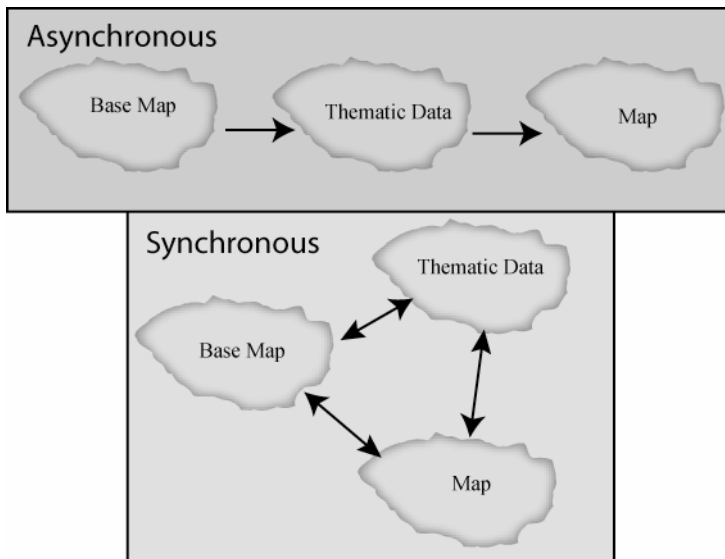 Asynchronous
Base Map
Thematic Data
Map
Synchronous
Thematic Data
Base Map
Map